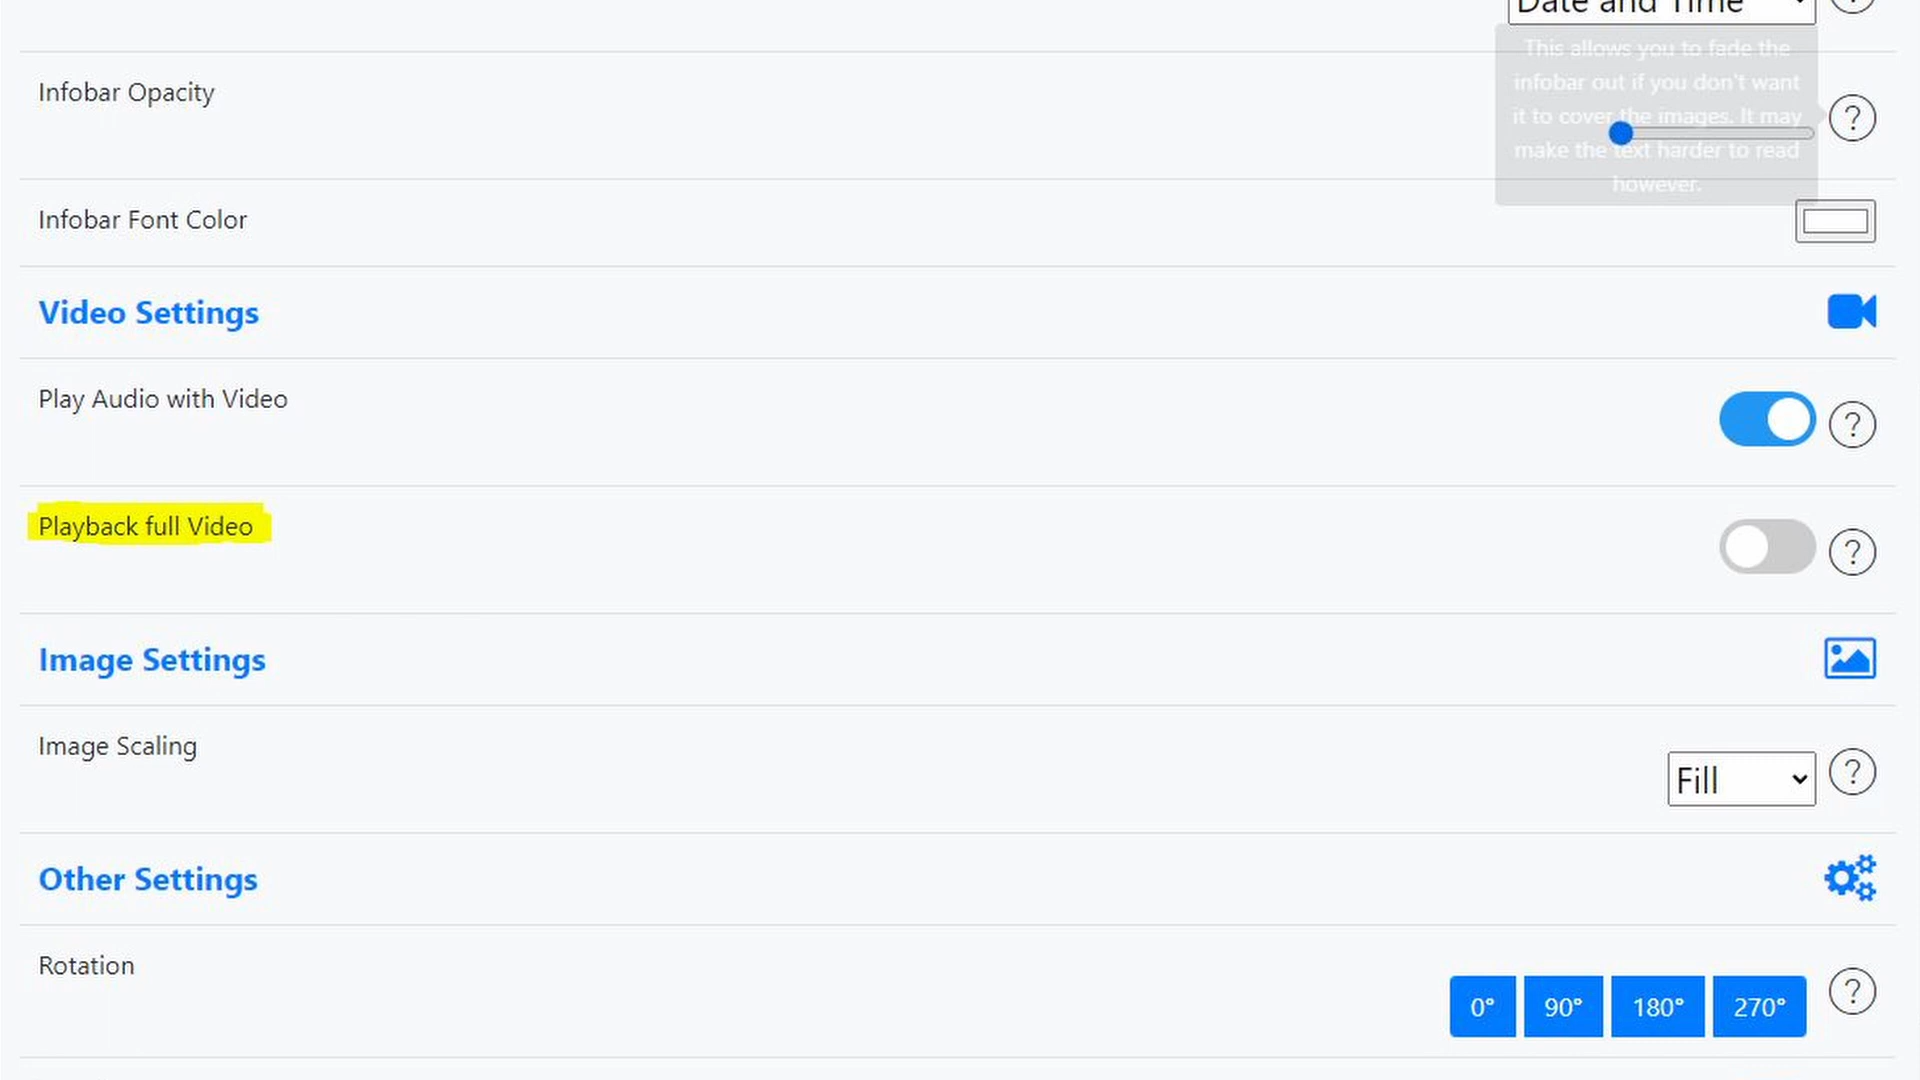 Date and Time
This allows you to fade the
infobar out if you don't want
it to cover the images. It may
make the text harder to read
however.
Infobar Opacity
?
Infobar Font Color
Video Settings
Play Audio with Video
?
Playback full Video
?
Image Settings
Image Scaling
Fill
?
Other Settings
Rotation
0° 90° 180° 270°
?